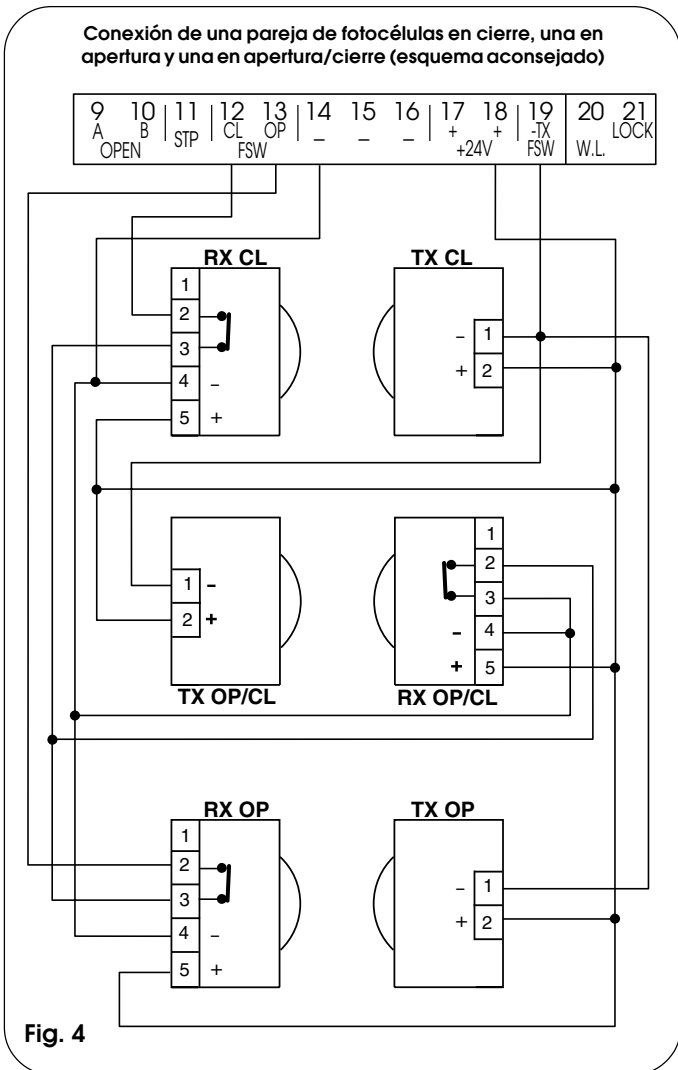 Conexión de una pareja de fotocélulas en cierre, una en
apertura y una en apertura/cierre (esquema aconsejado)
9 10 11 12 13 14 15 16 17 18 19 20 21
A B STP CL OP _ _ _ + + -TX LOCK
OPEN FSW +24V FSW W.L.
RX CL TX CL
1
2
3
4 -
5 +
- 1
+ 2
1 -
2 +
1
2
3
- 4
+ 5
TX OP/CL RX OP/CL
RX OP TX OP
1
2
3
4 -
5 +
- 1
+ 2
Fig. 4